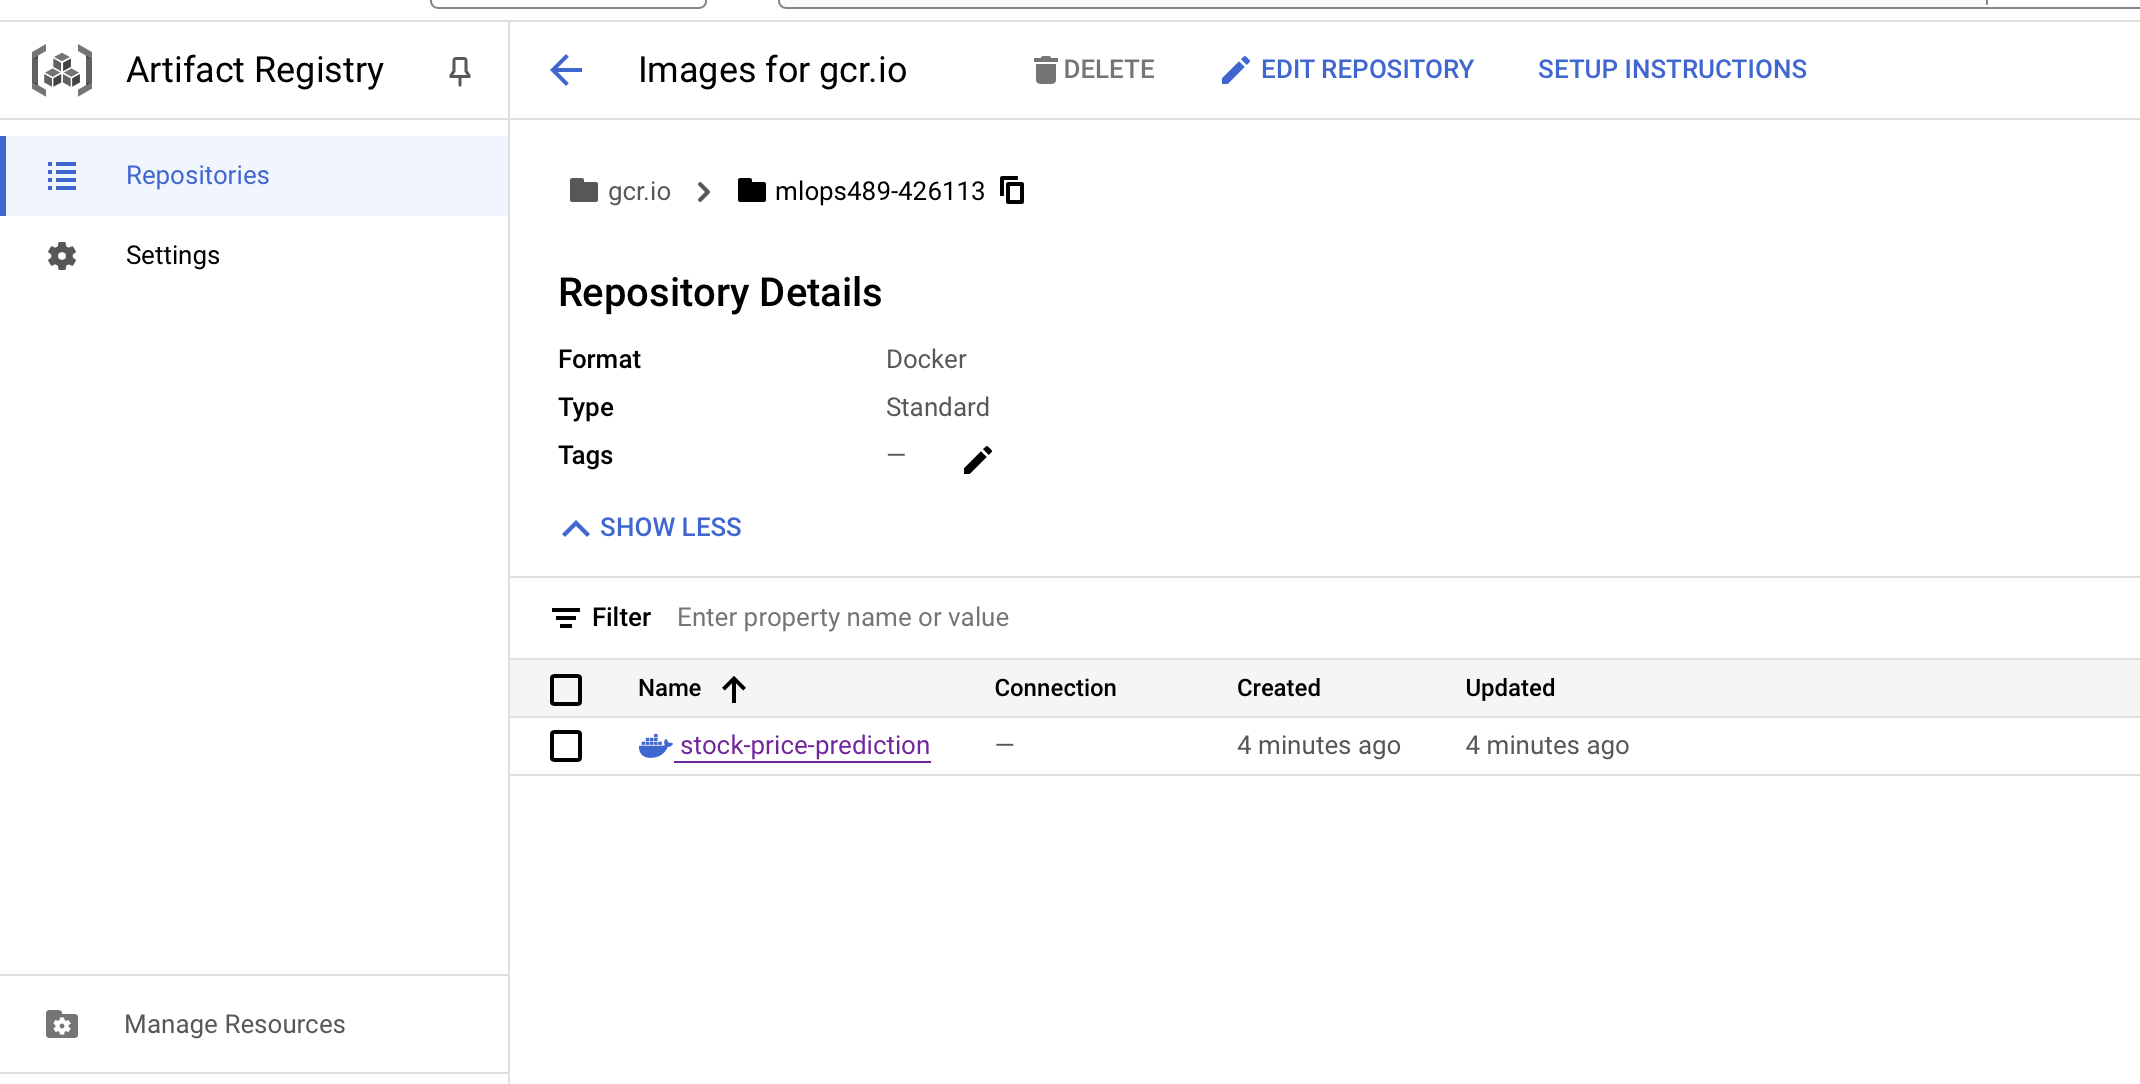 Artifact Registry
Images for gcr.io
DELETE
EDIT REPOSITORY
SETUP INSTRUCTIONS
Repositories
Settings
gcr.io
mlops489-426113
Repository Details
Format Docker
Type Standard
Tags —
SHOW LESS
Filter Enter property name or value
Name Connection Created Updated
stock-price-prediction — 4 minutes ago 4 minutes ago
Manage Resources